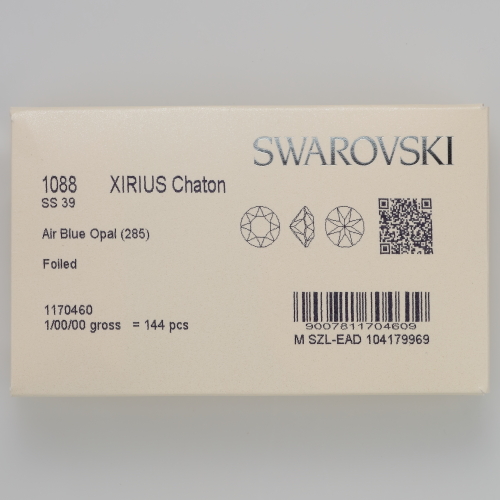 SWAROVSKI
1088 XIRIUS Chaton
SS 39
Air Blue Opal (285)
Foiled
1170460
1/00/00 gross = 144 pcs
9007811704609
M SZL-EAD 104179969